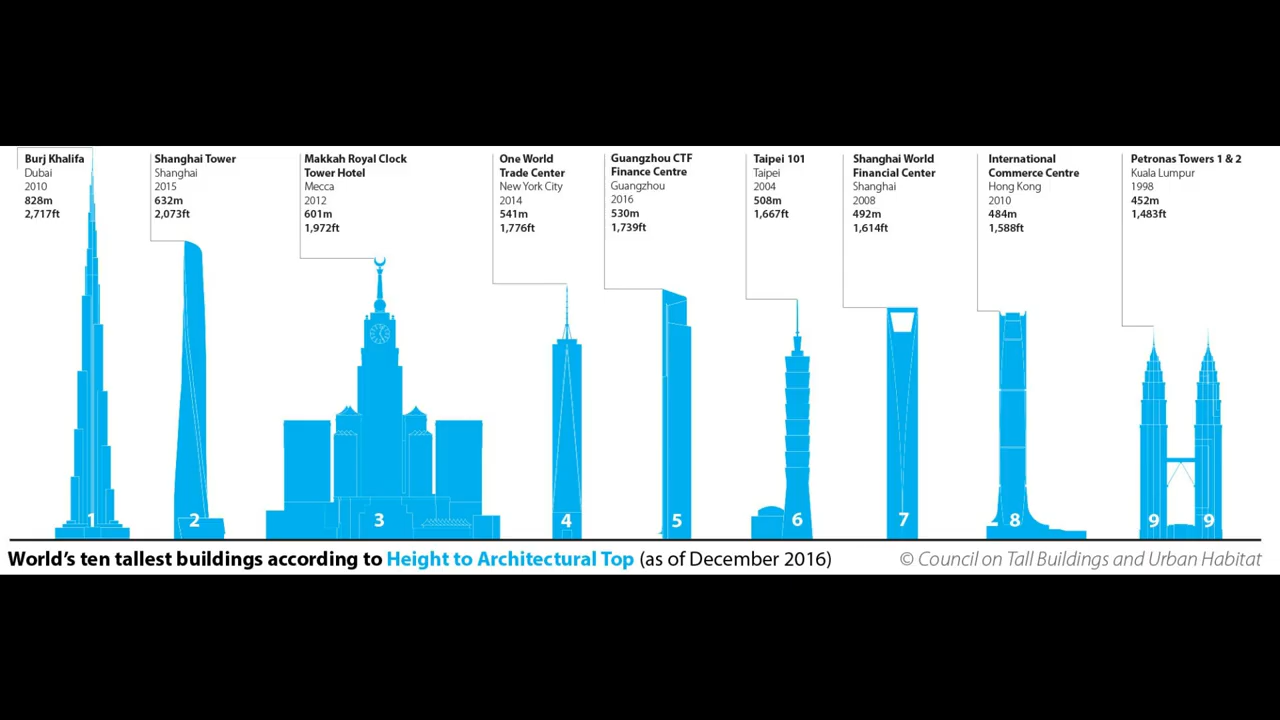 Burj Khalifa
Dubai
2010
828m
2,717ft
Shanghai Tower
Shanghai
2015
632m
2,073ft
Makkah Royal Clock
Tower Hotel
Mecca
2012
601m
1,972ft
One World
Trade Center
New York City
2014
541m
1,776ft
Guangzhou CTF
Finance Centre
Guangzhou
2016
530m
1,739ft
Taipei 101
Taipei
2004
508m
1,667ft
Shanghai World
Financial Center
Shanghai
2008
492m
1,614ft
International
Commerce Centre
Hong Kong
2010
484m
1,588ft
Petronas Towers 1 & 2
Kuala Lumpur
1998
452m
1,483ft
1 2 3 4 5 6 7 8 9 9
World's ten tallest buildings according to Height to Architectural Top (as of December 2016)
© Council on Tall Buildings and Urban Habitat